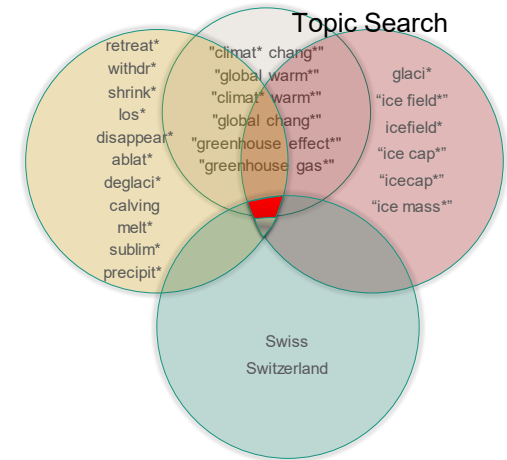 Topic Search
retreat*
withdr*
shrink*
los*
disappear*
ablat*
deglaci*
calving
melt*
sublim*
precipit*
"climat* chang*"
"global warm*"
"climat* warm*"
"global chang*"
"greenhouse effect*"
"greenhouse gas*"
glaci*
“ice field*”
icefield*
“ice cap*”
“icecap*”
“ice mass*”
Swiss
Switzerland